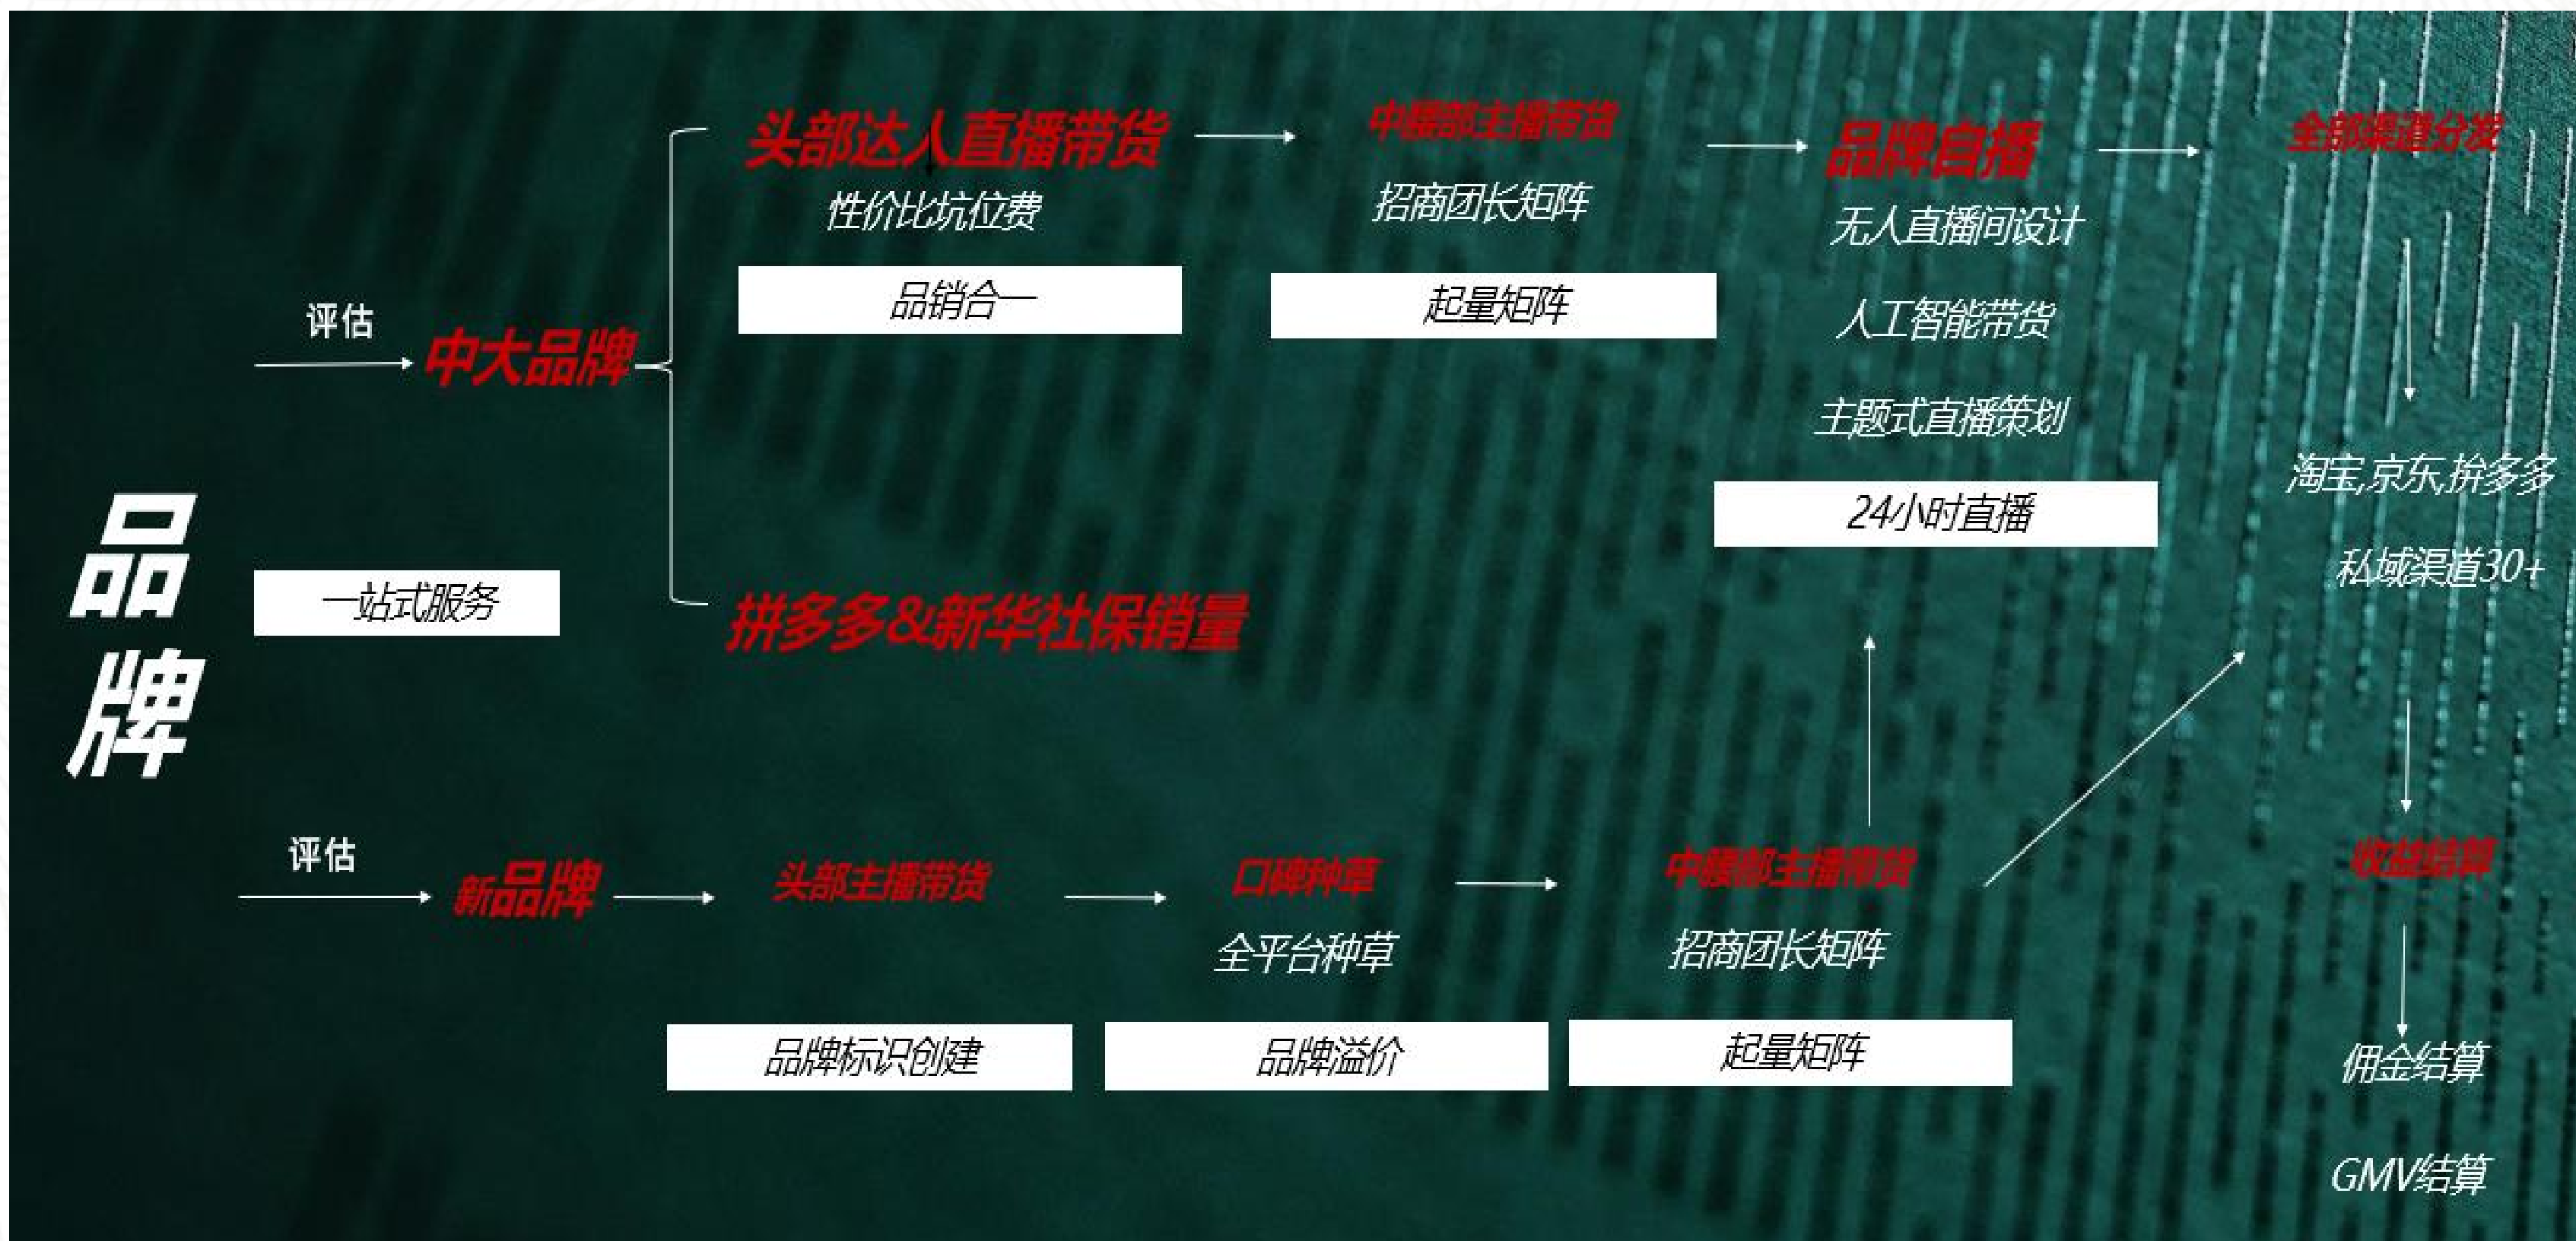 品牌
评估
中大品牌
一站式服务
头部达人直播带货
性价比坑位费
品销合一
中腰部主播带货
招商团长矩阵
起量矩阵
品牌自播
无人直播间设计
人工智能带货
主题式直播策划
24小时直播
全部渠道分发
淘宝,京东,拚多多
私域渠道30+
拼多多&新华社保销量
评估
新品牌
头部主播带货
品牌标识创建
口碑种草
全平台种草
品牌溢价
中腰部主播带货
招商团长矩阵
起量矩阵
收益结算
佣金结算
GMV结算